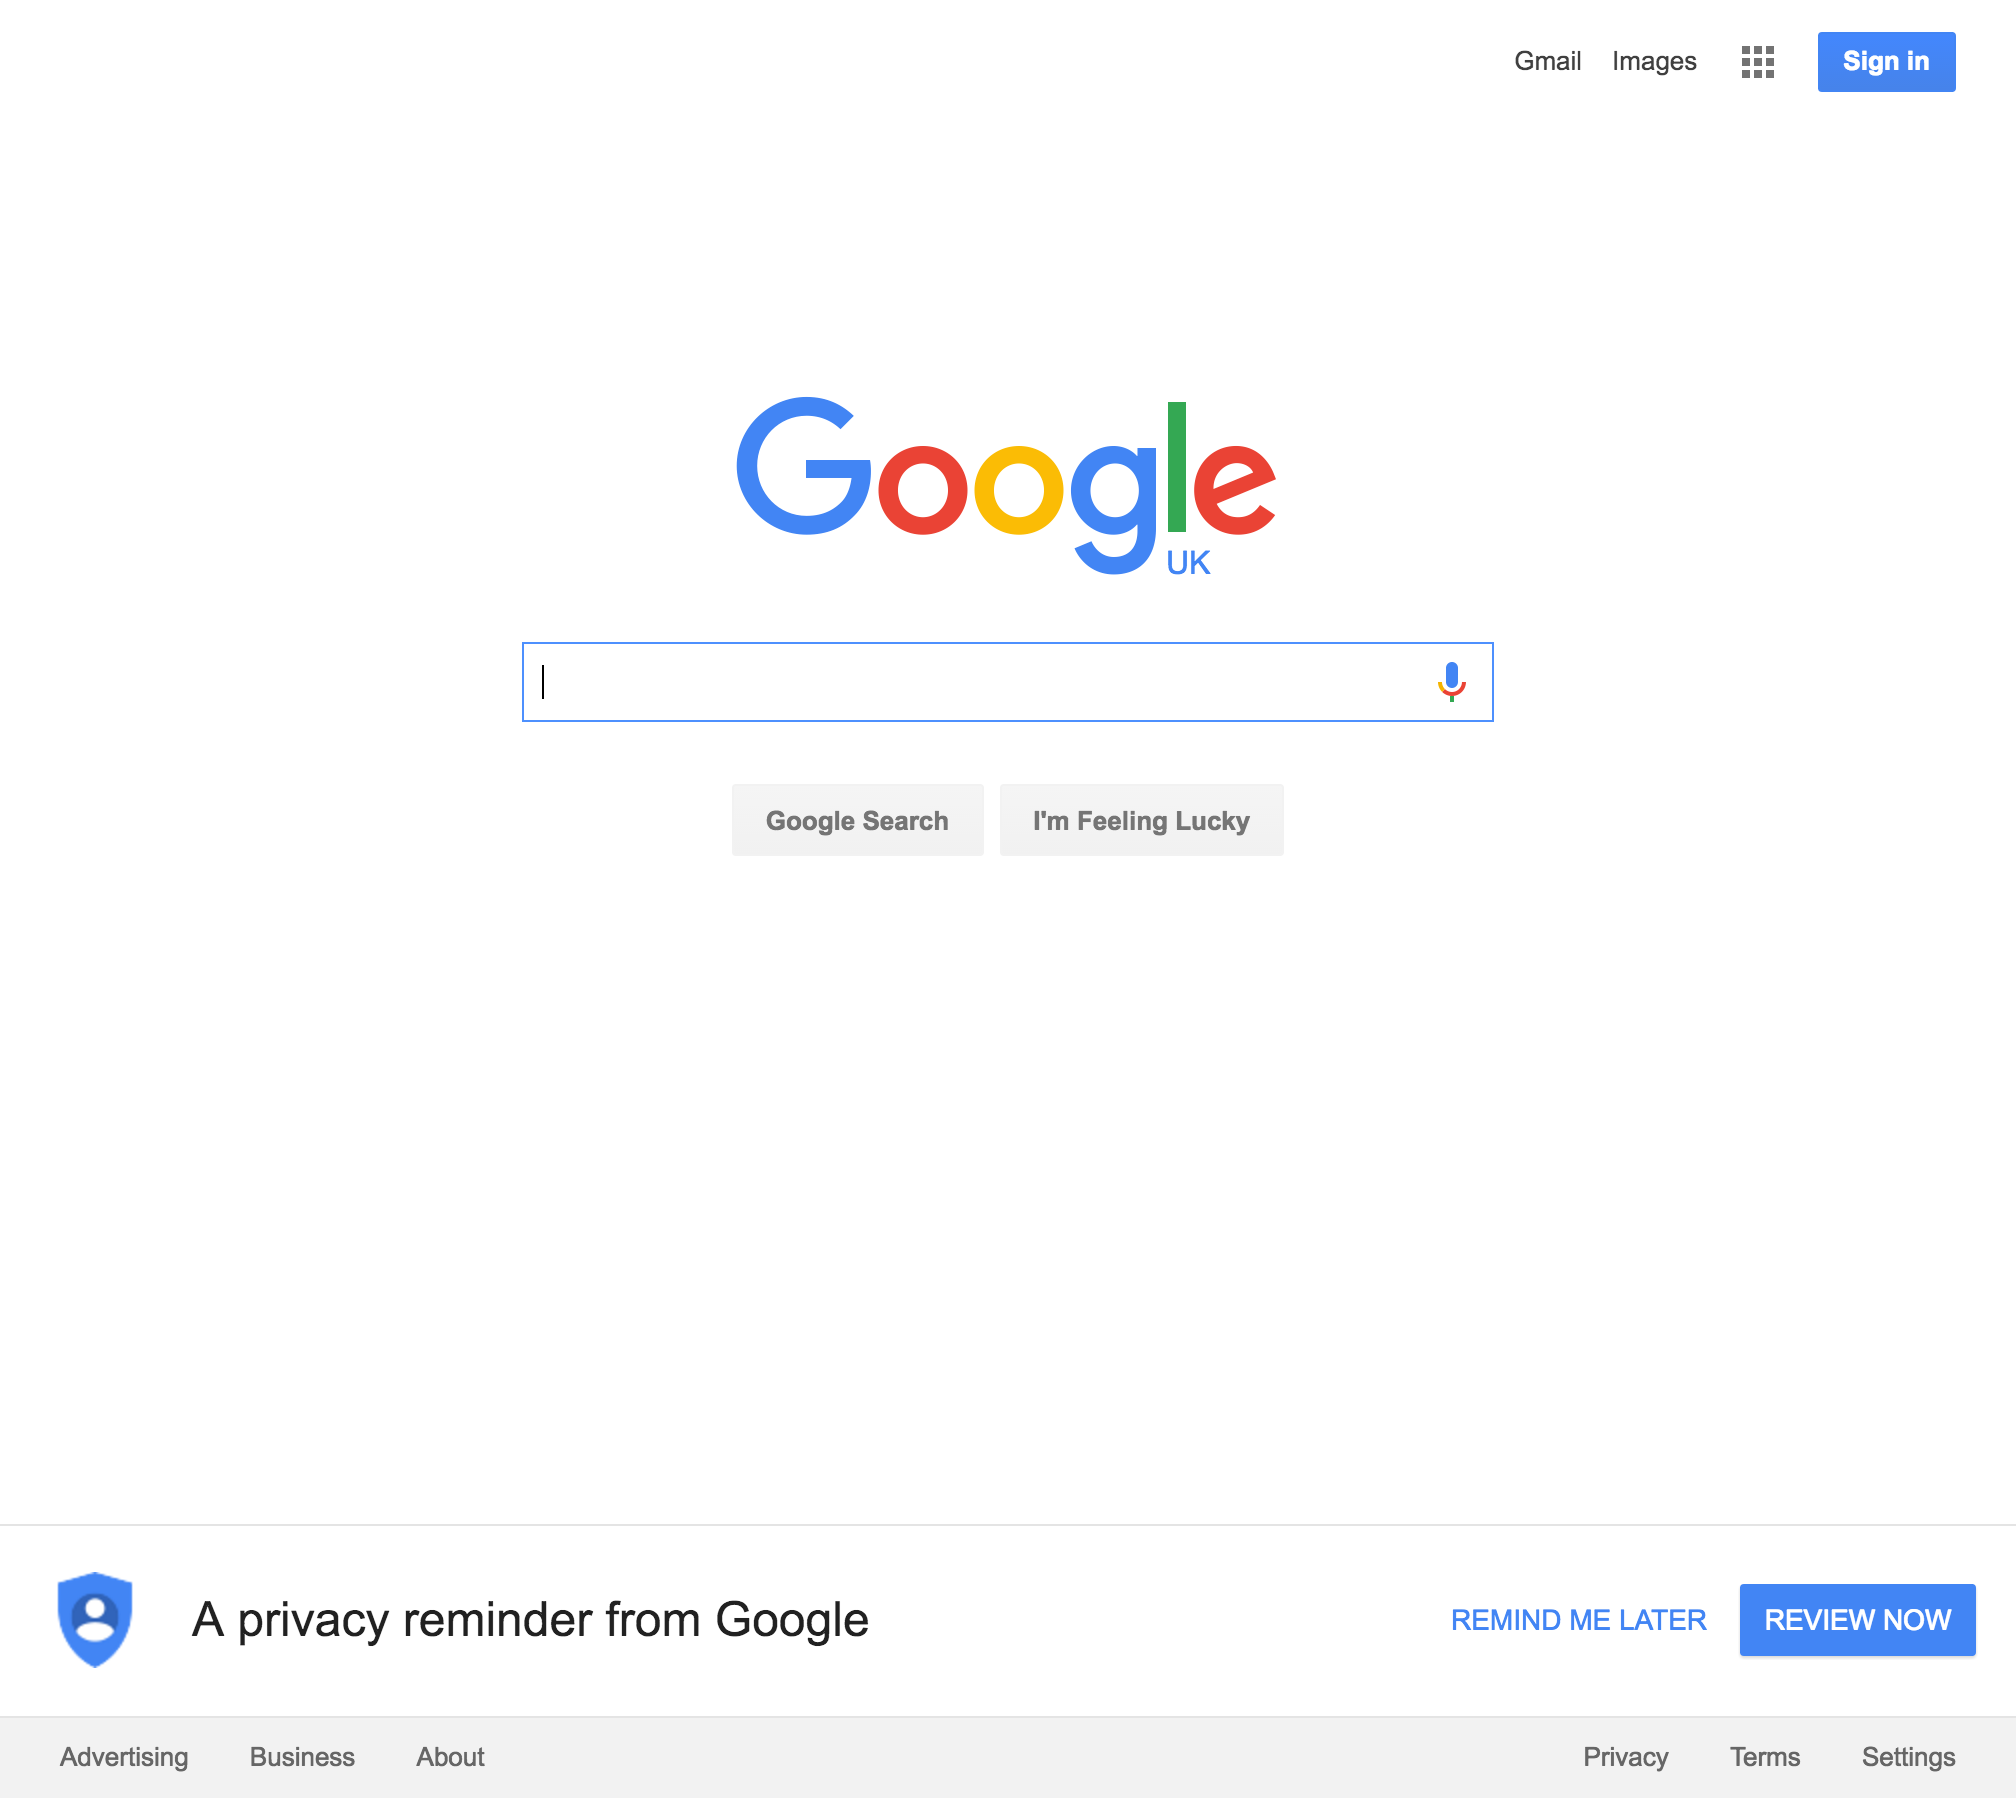 Gmail Images Sign in
Google
UK
Google Search I'm Feeling Lucky
A privacy reminder from Google REMIND ME LATER REVIEW NOW
Advertising Business About Privacy Terms Settings